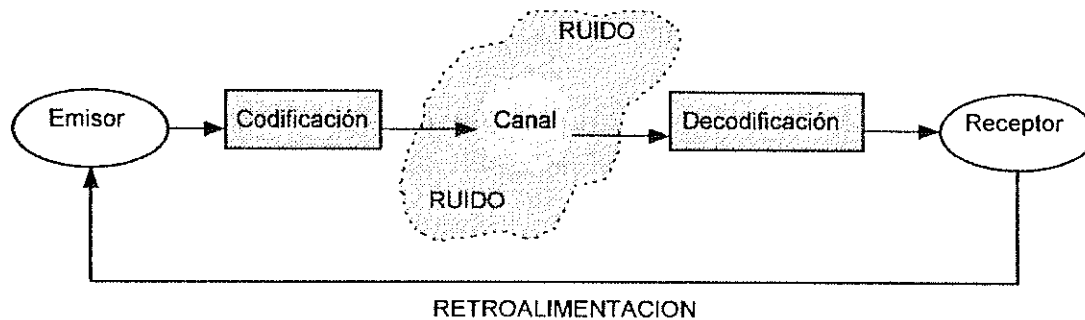 RUIDO
Emisor
Codificación
Canal
Decodificación
Receptor
RUIDO
RETROALIMENTACION